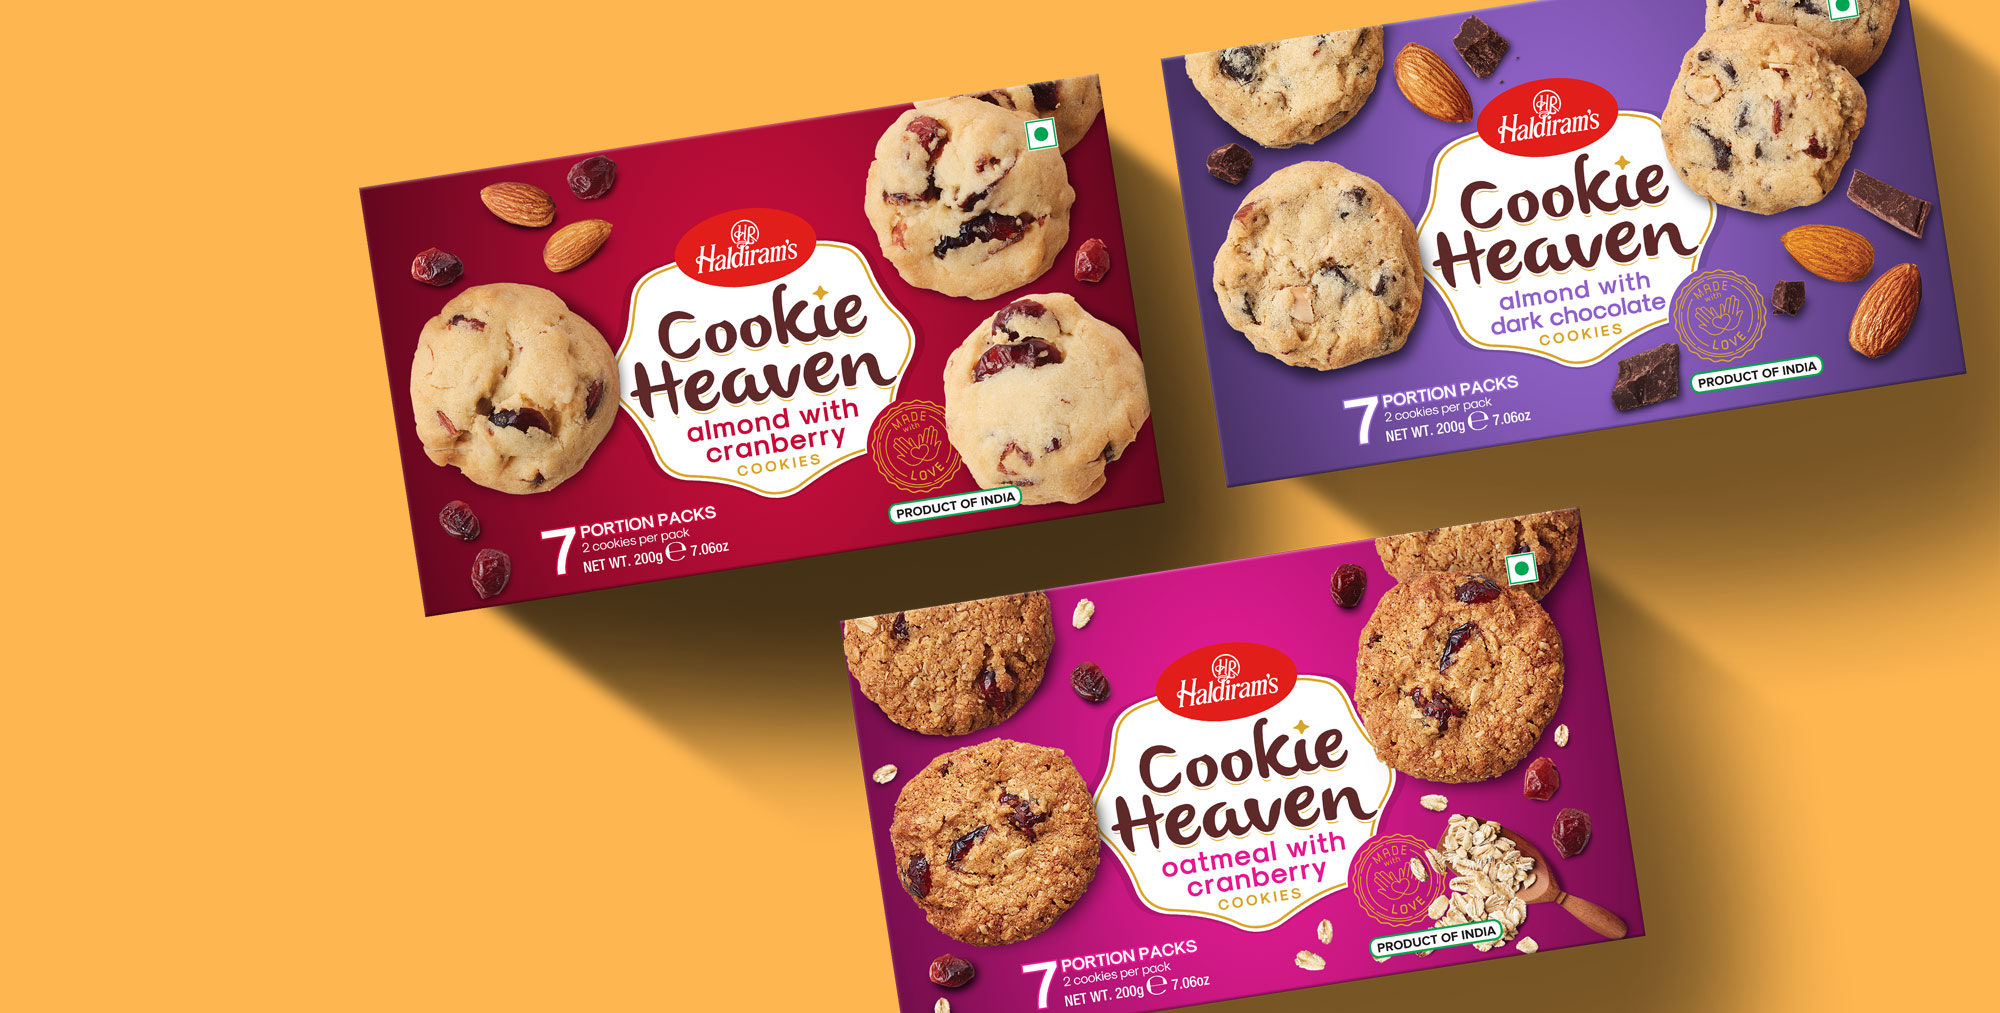 HR
Haldiram's
Cookie
Heaven
almond with
cranberry
COOKIES
MADE
with
LOVE
PRODUCT OF INDIA
7 PORTION PACKS
2 cookies per pack
NET WT. 200g ℮ 7.06oz
HR
Haldiram's
Cookie
Heaven
almond with
dark chocolate
COOKIES
MADE
with
LOVE
PRODUCT OF INDIA
7 PORTION PACKS
2 cookies per pack
NET WT. 200g ℮ 7.06oz
HR
Haldiram's
Cookie
Heaven
oatmeal with
cranberry
COOKIES
MADE
with
LOVE
PRODUCT OF INDIA
7 PORTION PACKS
2 cookies per pack
NET WT. 200g ℮ 7.06oz